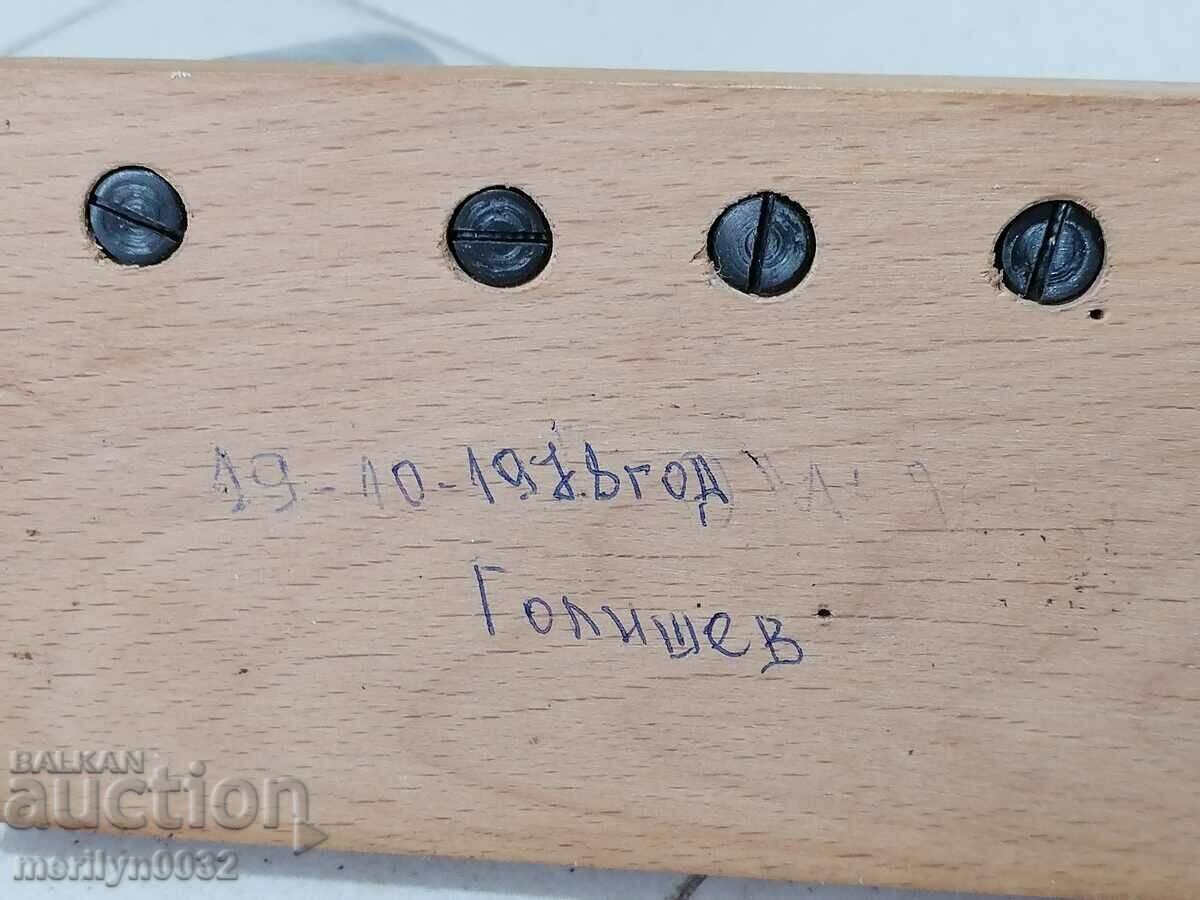 19-10-1978 год
Голишев
BALKAN
auction
merilyn0032